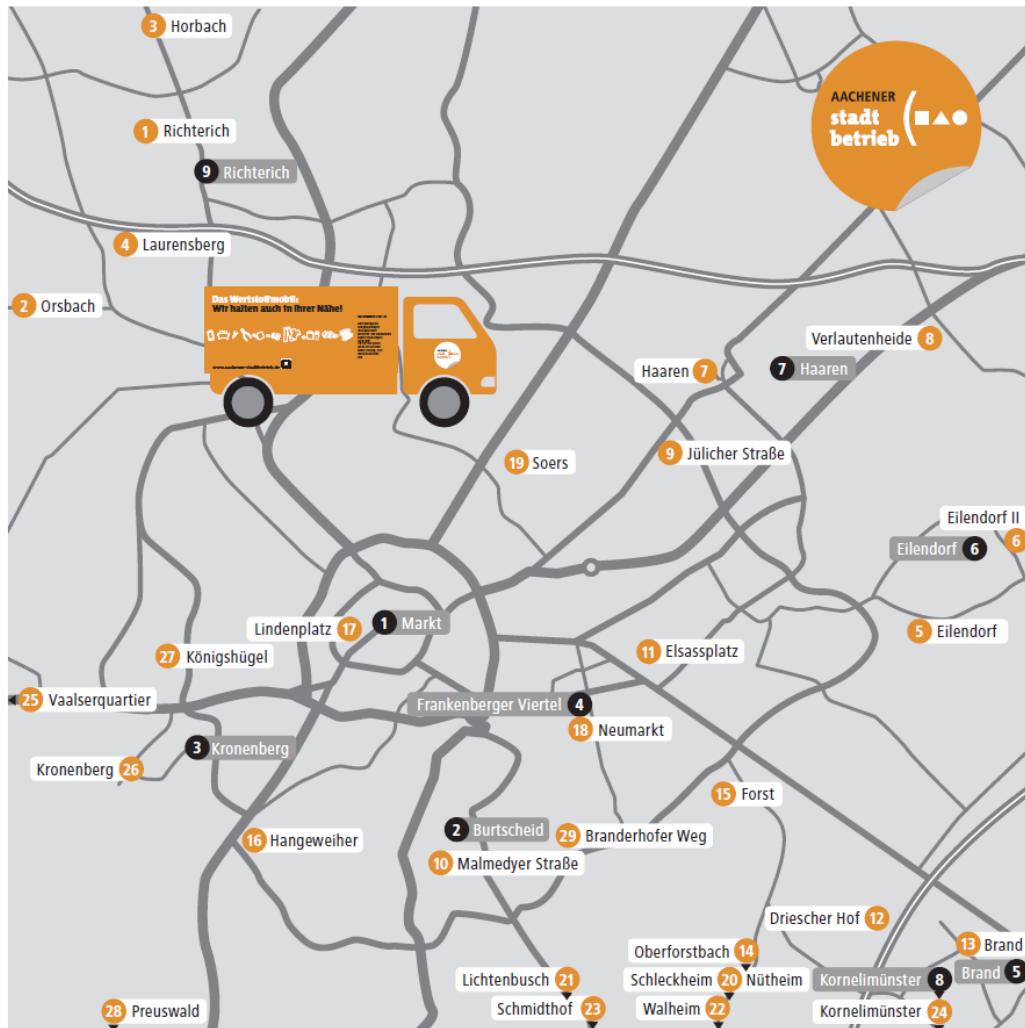 3 Horbach
AACHENER
stadt
betrieb
1 Richterich
9 Richterich
4 Laurensberg
2 Orsbach
Das Wertstoffmobil:
Wir halten auch in Ihrer Nähe!
www.aachener-stadtbetrieb.de
Verlautenheide 8
Haaren 7
7 Haaren
19 Soers
9 Jülicher Straße
Eilendorf II
6
Eilendorf 6
Lindenplatz 17
1 Markt
5 Eilendorf
27 Königshügel
11 Elsassplatz
25 Vaalserquartier
Frankenberger Viertel 4
18 Neumarkt
3 Kronenberg
Kronenberg 26
15 Forst
16 Hangeweiher
2 Burtscheid
29 Branderhofer Weg
10 Malmedyer Straße
Driescher Hof 12
13 Brand
Oberforstbach 14
Lichtenbusch 21
Schleckheim 20 Nütheim
Kornelimünster 8
Brand 5
28 Preuswald
Schmidthof 23
Walheim 22
Kornelimünster 24